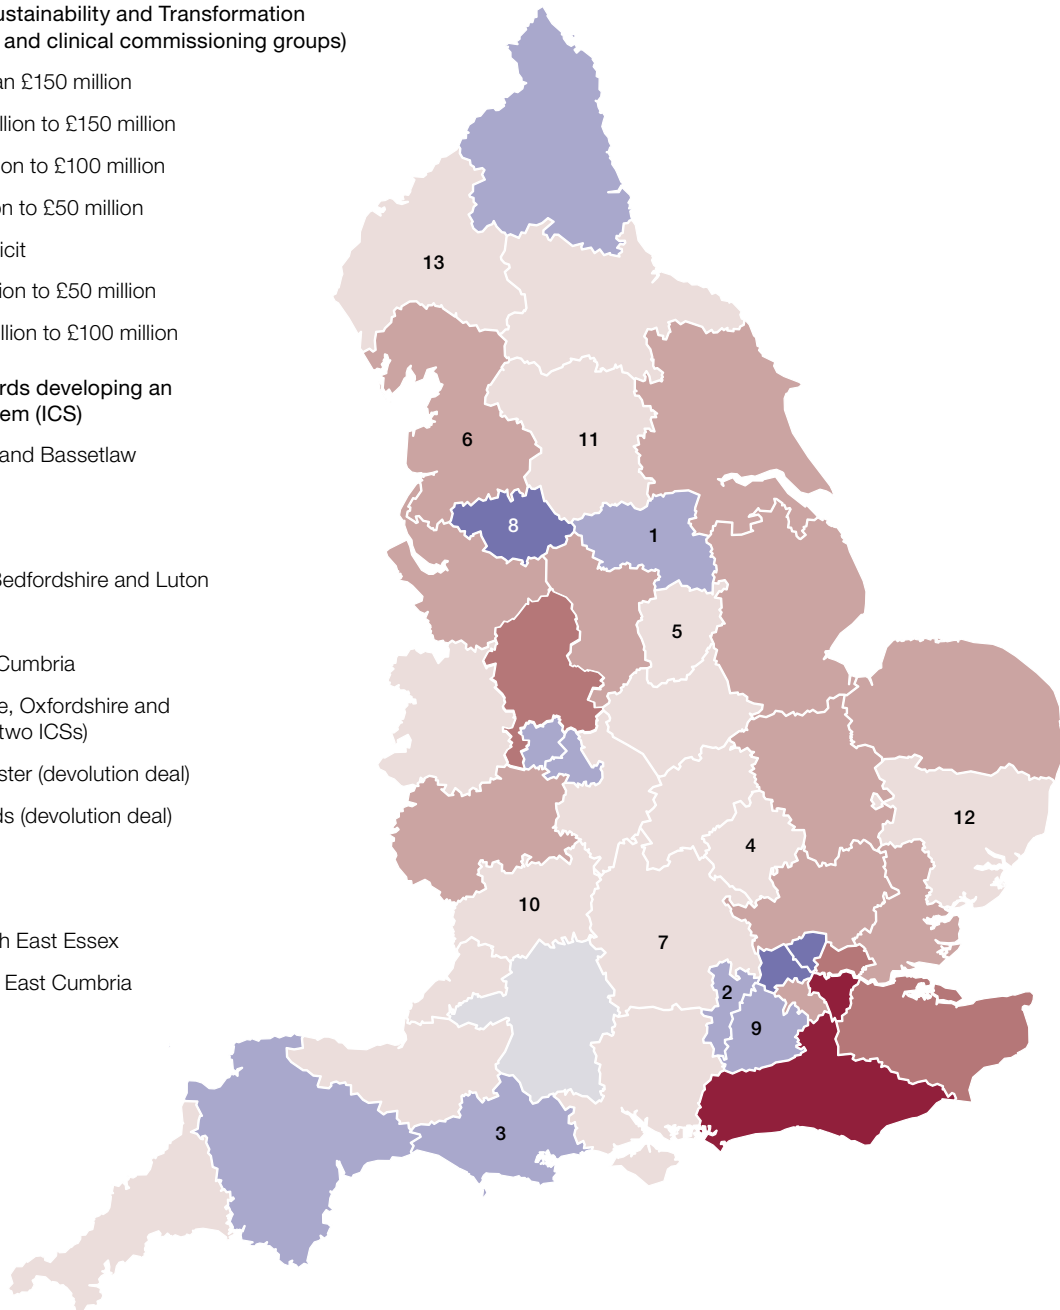 ustainability and Transformation
and clinical commissioning groups)
an £150 million
llion to £150 million
on to £100 million
n to £50 million
icit
ion to £50 million
llion to £100 million
rds developing an
em (ICS)
and Bassetlaw
Bedfordshire and Luton
Cumbria
e, Oxfordshire and
two ICSs)
ster (devolution deal)
ds (devolution deal)
h East Essex
East Cumbria
13
6
11
8
1
5
12
4
10
7
2
9
3